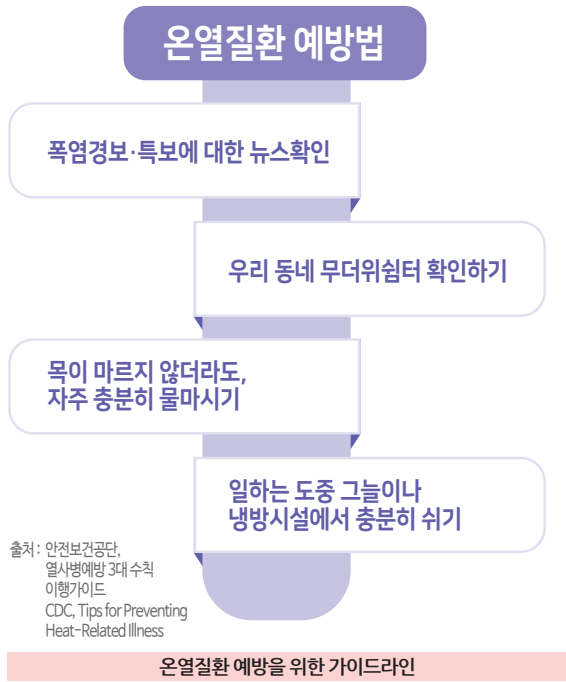 온열질환 예방법
폭염경보·특보에 대한 뉴스확인
우리 동네 무더위쉼터 확인하기
목이 마르지 않더라도,
자주 충분히 물마시기
일하는 도중 그늘이나
냉방시설에서 충분히 쉬기
출처 : 안전보건공단,
열사병예방 3대 수칙
이행가이드
CDC, Tips for Preventing
Heat-Related Illness
온열질환 예방을 위한 가이드라인